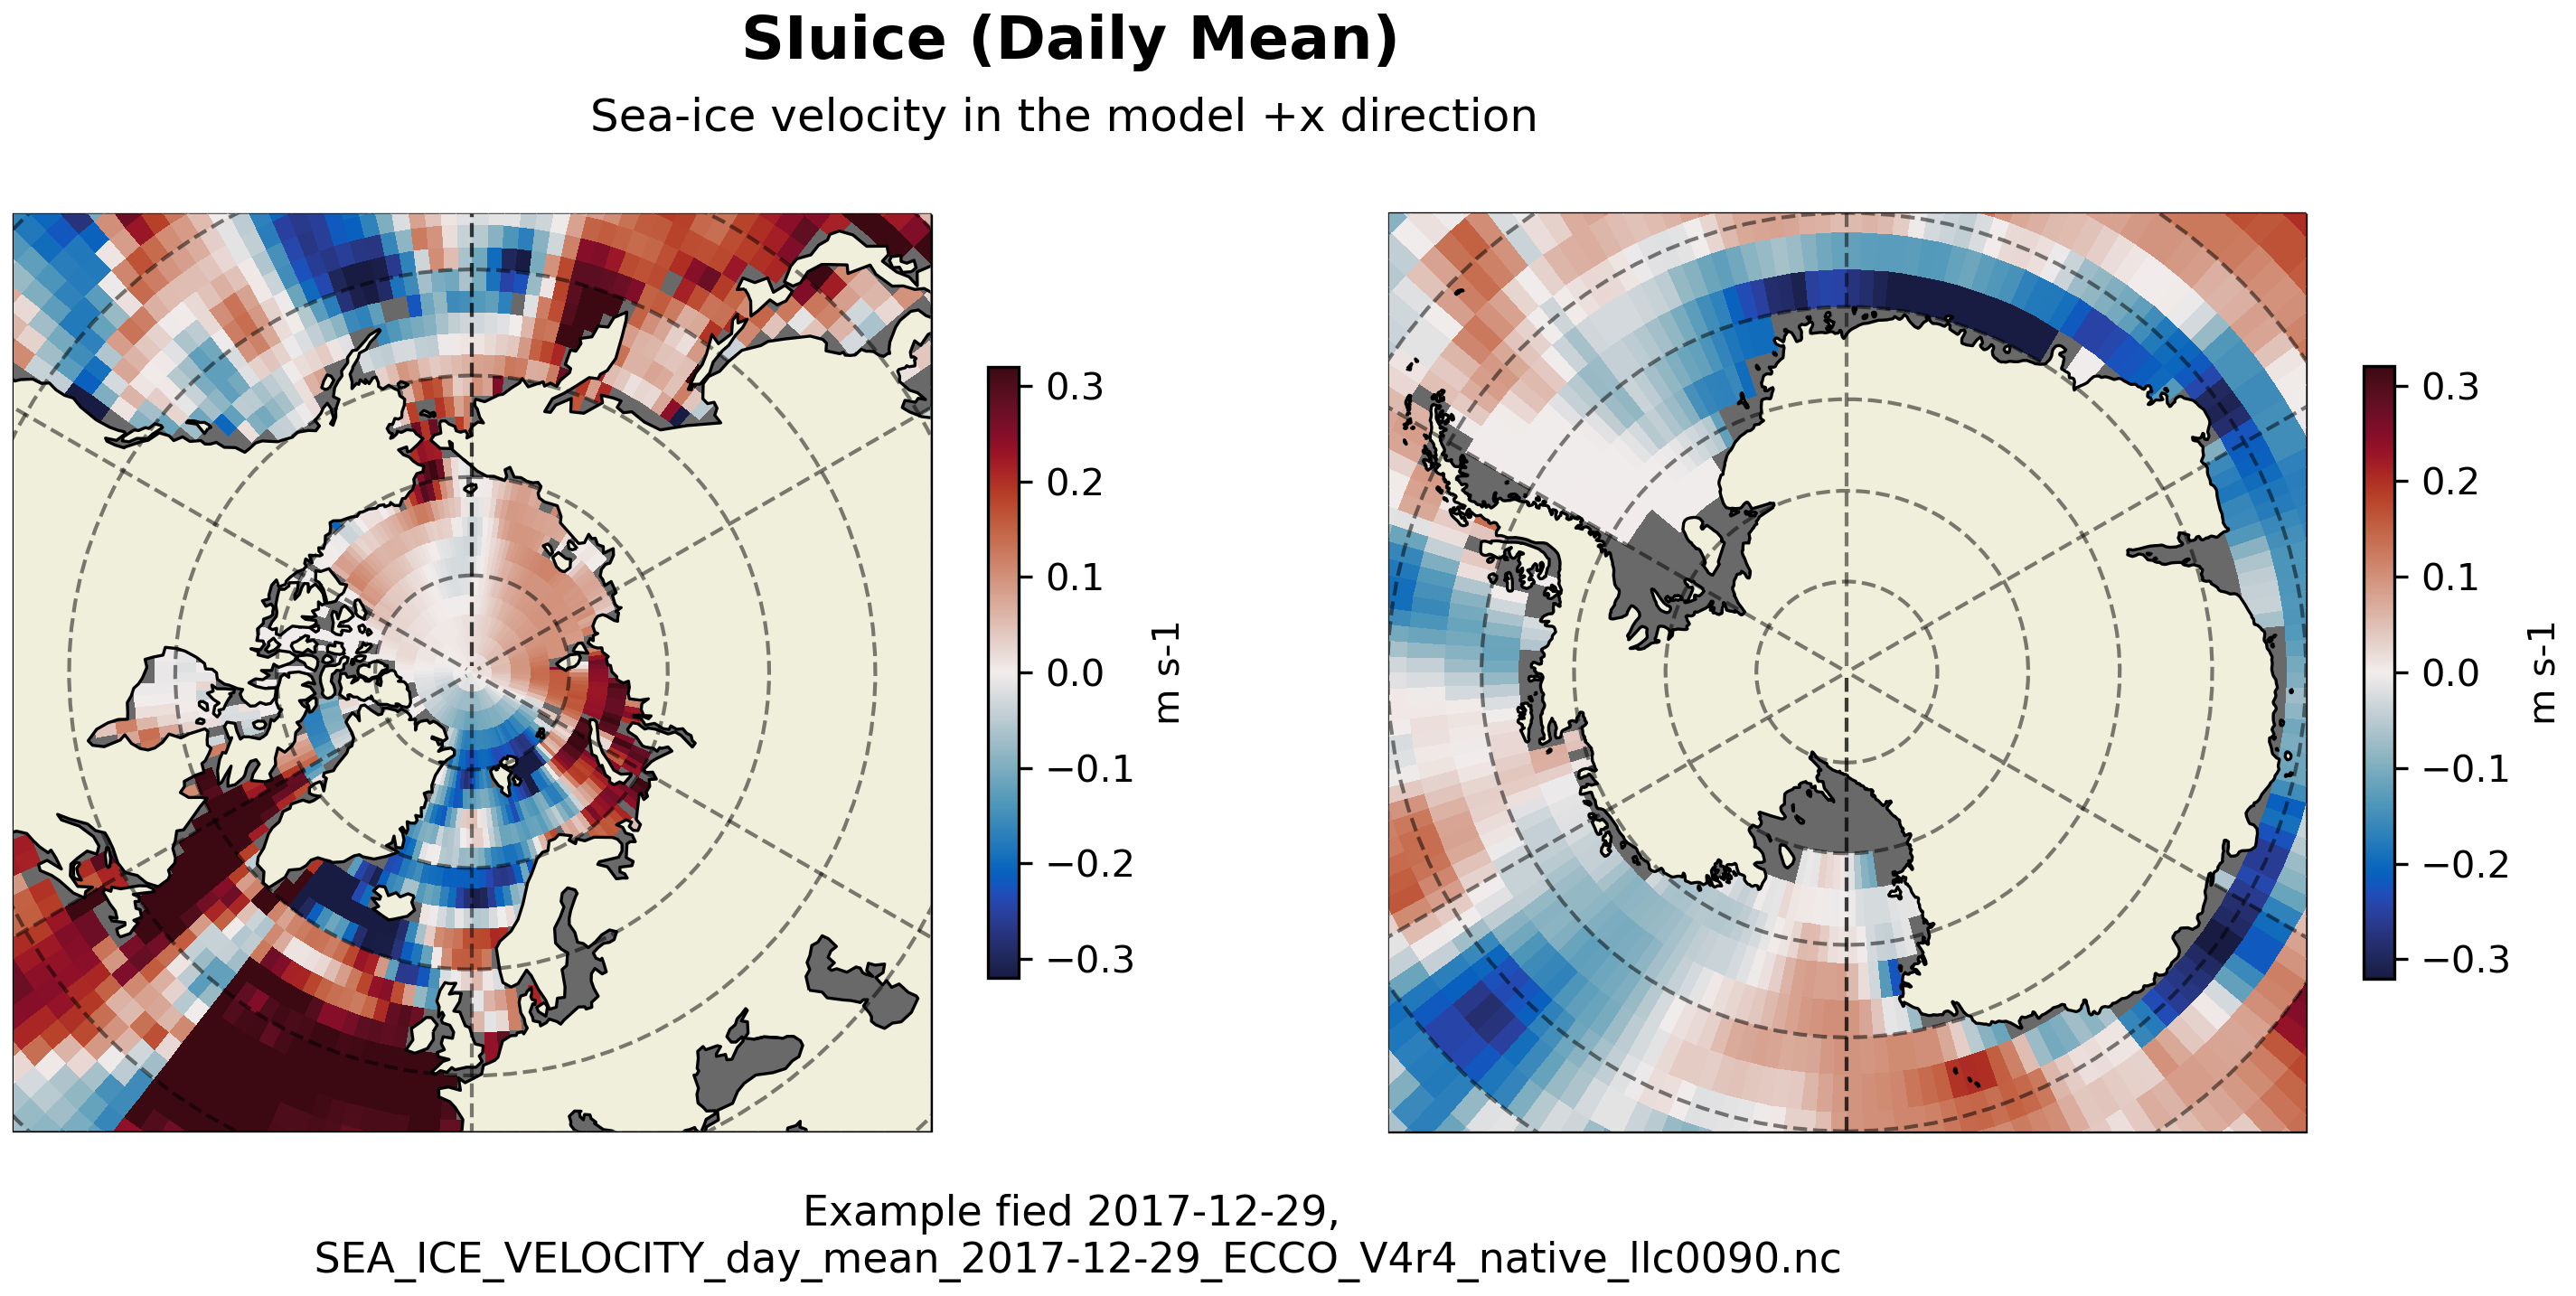 SIuice (Daily Mean)
Sea-ice velocity in the model +x direction
0.3
0.2
0.1
0.0
−0.1
−0.2
−0.3
m s-1
0.3
0.2
0.1
0.0
−0.1
−0.2
−0.3
m s-1
Example fied 2017-12-29,
SEA_ICE_VELOCITY_day_mean_2017-12-29_ECCO_V4r4_native_llc0090.nc